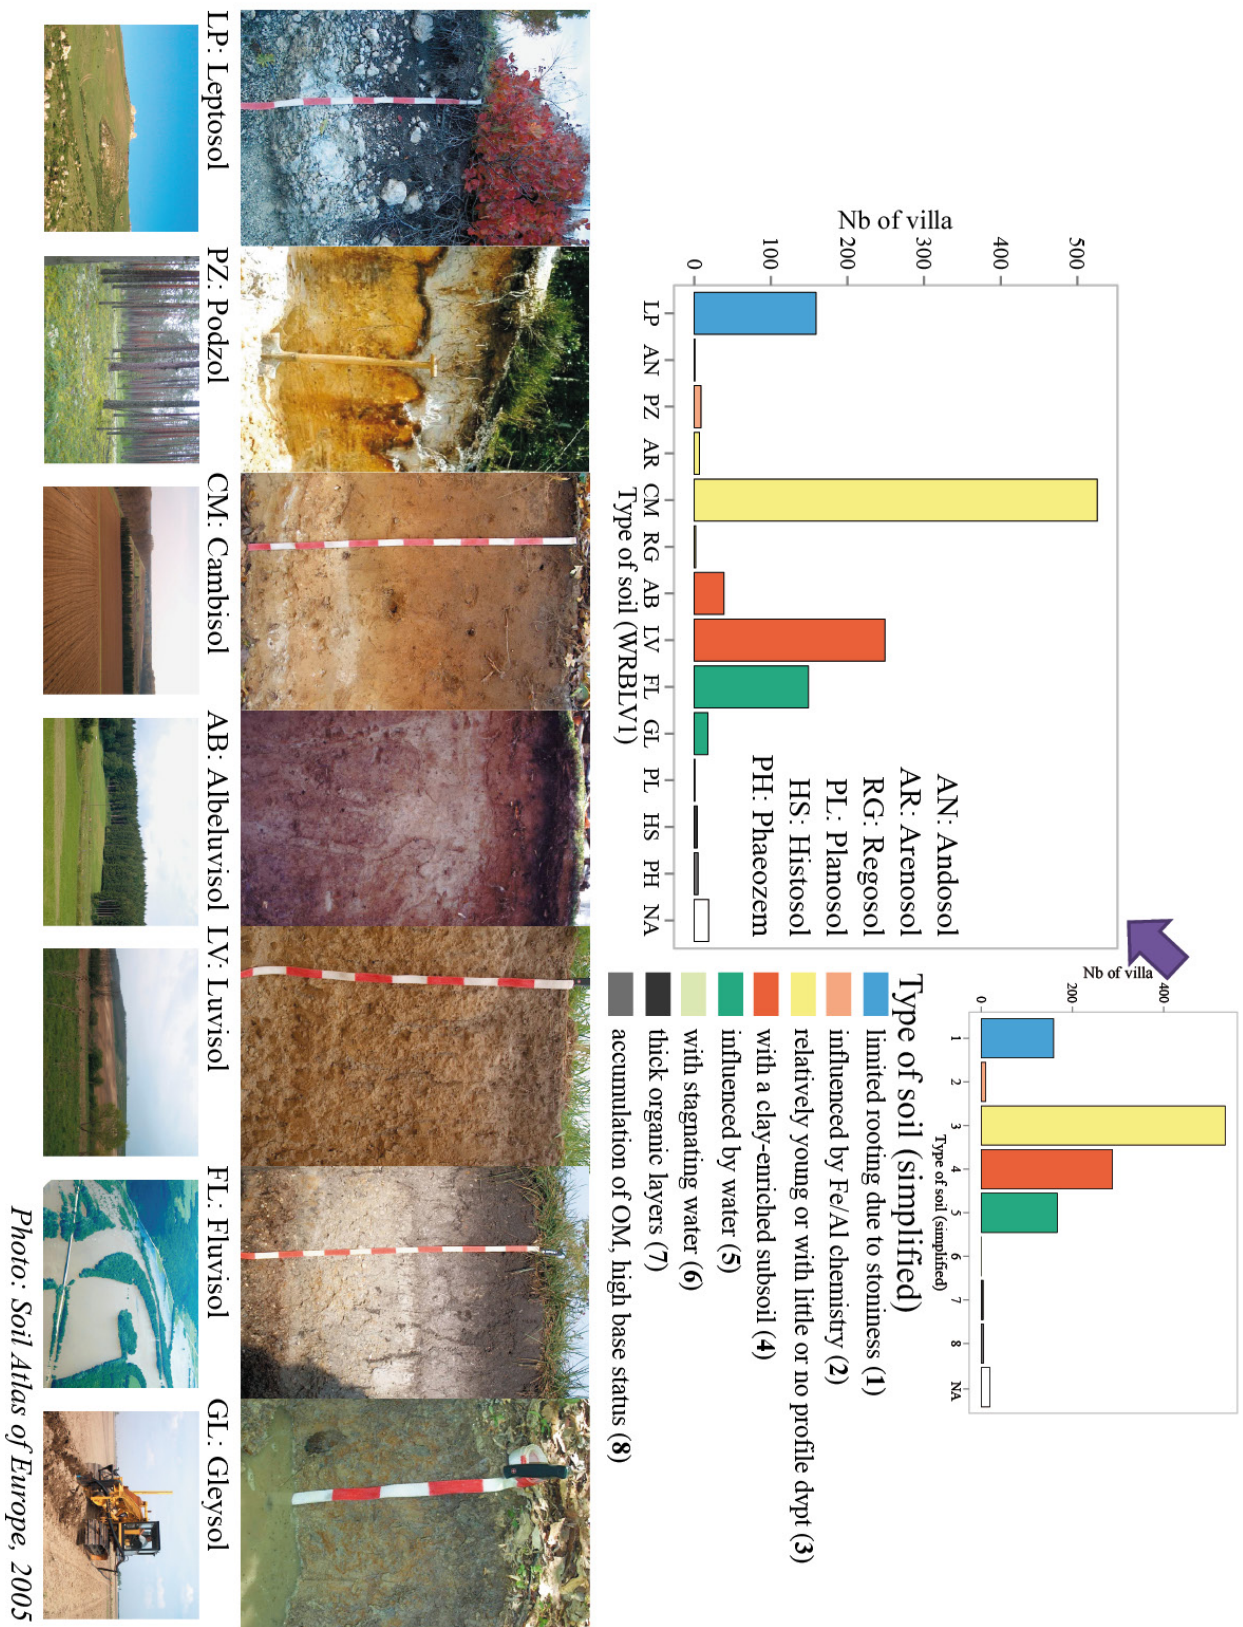 Nb of villa
0
100
200
300
400
500
LP
AN
PZ
AR
CM
RG
AB
LV
FL
GL
PL
HS
PH
NA
Type of soil (WRBLV1)
AN: Andosol
AR: Arenosol
RG: Regosol
PL: Planosol
HS: Histosol
PH: Phaeozem
Nb of villa
0
200
400
1
2
3
4
5
6
7
8
NA
Type of soil (simplified)
Type of soil (simplified)
limited rooting due to stoniness (1)
influenced by Fe/Al chemistry (2)
relatively young or with little or no profile dvpt (3)
with a clay-enriched subsoil (4)
influenced by water (5)
with stagnating water (6)
thick organic layers (7)
accumulation of OM, high base status (8)
LP: Leptosol
PZ: Podzol
CM: Cambisol
AB: Albeluvisol
LV: Luvisol
FL: Fluvisol
GL: Gleysol
Photo: Soil Atlas of Europe, 2005